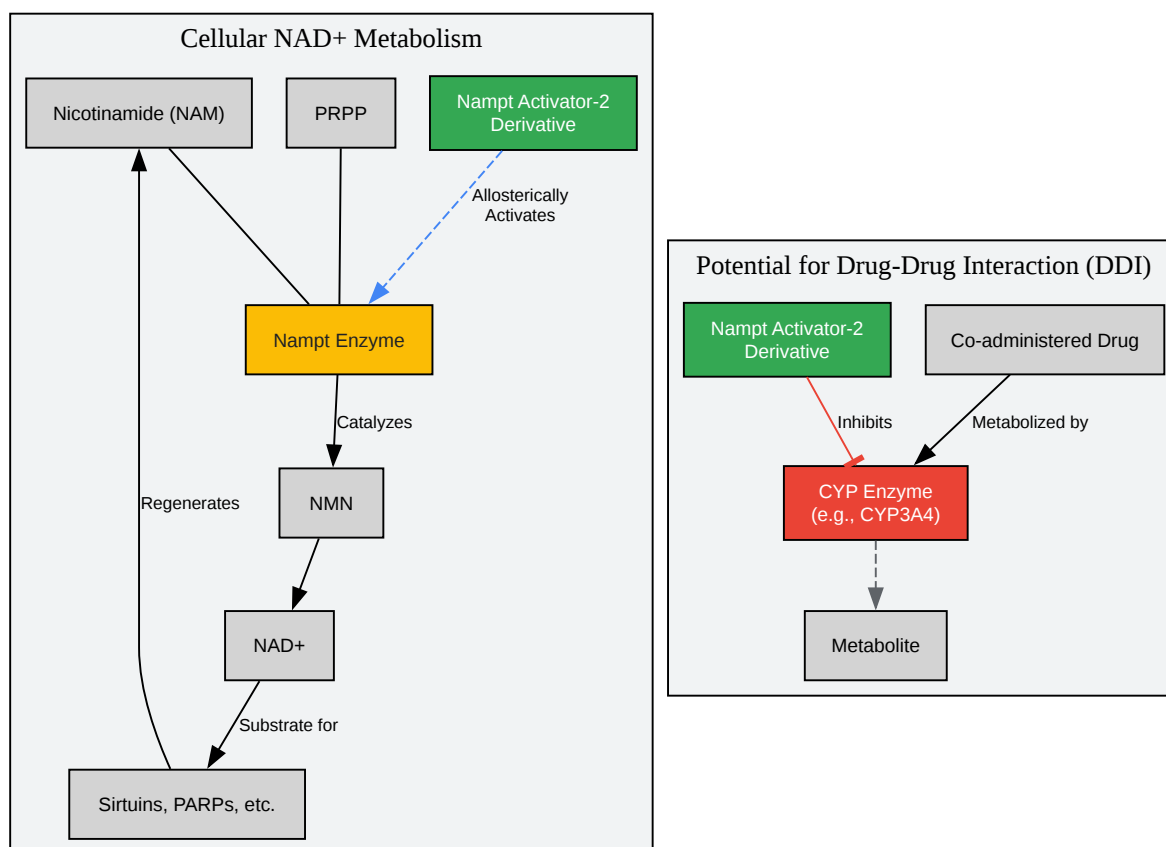 Cellular NAD+ Metabolism
Nicotinamide (NAM)
PRPP
Nampt Activator-2
Derivative
Allosterically
Activates
Nampt Enzyme
Catalyzes
Regenerates
NMN
NAD+
Substrate for
Sirtuins, PARPs, etc.
Potential for Drug-Drug Interaction (DDI)
Nampt Activator-2
Derivative
Co-administered Drug
Inhibits
Metabolized by
CYP Enzyme
(e.g., CYP3A4)
Metabolite